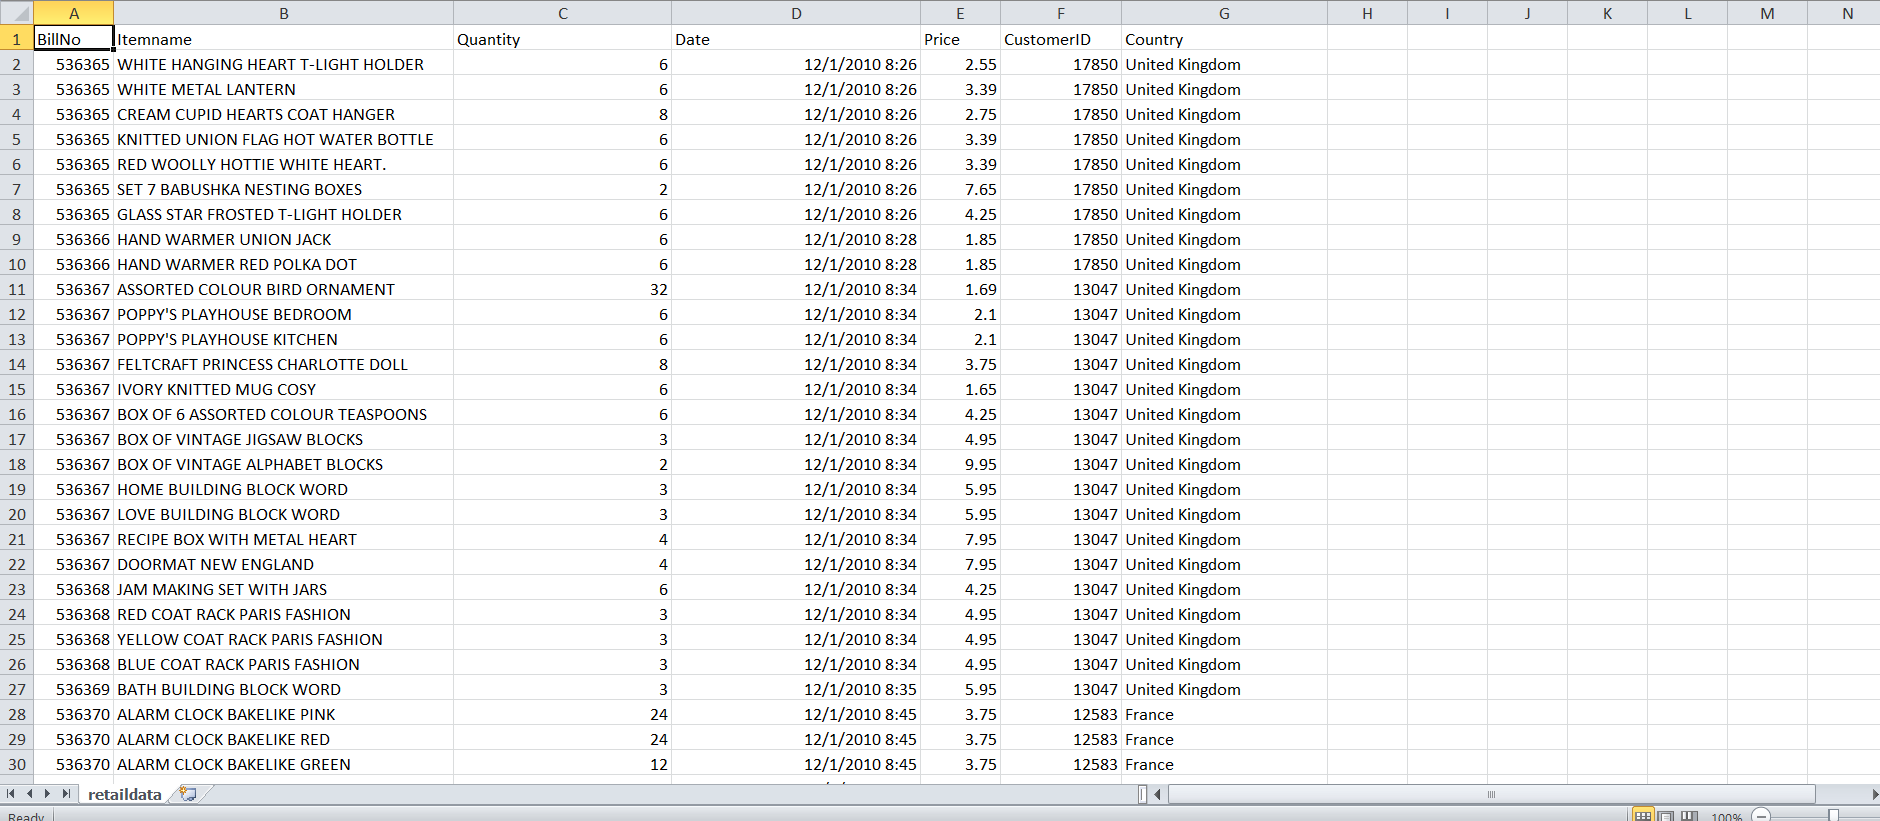 A B C D E F G H I J K L M N
1 BillNo Itemname Quantity Date Price CustomerID Country
2 536365 WHITE HANGING HEART T-LIGHT HOLDER 6 12/1/2010 8:26 2.55 17850 United Kingdom
3 536365 WHITE METAL LANTERN 6 12/1/2010 8:26 3.39 17850 United Kingdom
4 536365 CREAM CUPID HEARTS COAT HANGER 8 12/1/2010 8:26 2.75 17850 United Kingdom
5 536365 KNITTED UNION FLAG HOT WATER BOTTLE 6 12/1/2010 8:26 3.39 17850 United Kingdom
6 536365 RED WOOLLY HOTTIE WHITE HEART. 6 12/1/2010 8:26 3.39 17850 United Kingdom
7 536365 SET 7 BABUSHKA NESTING BOXES 2 12/1/2010 8:26 7.65 17850 United Kingdom
8 536365 GLASS STAR FROSTED T-LIGHT HOLDER 6 12/1/2010 8:26 4.25 17850 United Kingdom
9 536366 HAND WARMER UNION JACK 6 12/1/2010 8:28 1.85 17850 United Kingdom
10 536366 HAND WARMER RED POLKA DOT 6 12/1/2010 8:28 1.85 17850 United Kingdom
11 536367 ASSORTED COLOUR BIRD ORNAMENT 32 12/1/2010 8:34 1.69 13047 United Kingdom
12 536367 POPPY'S PLAYHOUSE BEDROOM 6 12/1/2010 8:34 2.1 13047 United Kingdom
13 536367 POPPY'S PLAYHOUSE KITCHEN 6 12/1/2010 8:34 2.1 13047 United Kingdom
14 536367 FELTCRAFT PRINCESS CHARLOTTE DOLL 8 12/1/2010 8:34 3.75 13047 United Kingdom
15 536367 IVORY KNITTED MUG COSY 6 12/1/2010 8:34 1.65 13047 United Kingdom
16 536367 BOX OF 6 ASSORTED COLOUR TEASPOONS 6 12/1/2010 8:34 4.25 13047 United Kingdom
17 536367 BOX OF VINTAGE JIGSAW BLOCKS 3 12/1/2010 8:34 4.95 13047 United Kingdom
18 536367 BOX OF VINTAGE ALPHABET BLOCKS 2 12/1/2010 8:34 9.95 13047 United Kingdom
19 536367 HOME BUILDING BLOCK WORD 3 12/1/2010 8:34 5.95 13047 United Kingdom
20 536367 LOVE BUILDING BLOCK WORD 3 12/1/2010 8:34 5.95 13047 United Kingdom
21 536367 RECIPE BOX WITH METAL HEART 4 12/1/2010 8:34 7.95 13047 United Kingdom
22 536367 DOORMAT NEW ENGLAND 4 12/1/2010 8:34 7.95 13047 United Kingdom
23 536368 JAM MAKING SET WITH JARS 6 12/1/2010 8:34 4.25 13047 United Kingdom
24 536368 RED COAT RACK PARIS FASHION 3 12/1/2010 8:34 4.95 13047 United Kingdom
25 536368 YELLOW COAT RACK PARIS FASHION 3 12/1/2010 8:34 4.95 13047 United Kingdom
26 536368 BLUE COAT RACK PARIS FASHION 3 12/1/2010 8:34 4.95 13047 United Kingdom
27 536369 BATH BUILDING BLOCK WORD 3 12/1/2010 8:35 5.95 13047 United Kingdom
28 536370 ALARM CLOCK BAKELIKE PINK 24 12/1/2010 8:45 3.75 12583 France
29 536370 ALARM CLOCK BAKELIKE RED 24 12/1/2010 8:45 3.75 12583 France
30 536370 ALARM CLOCK BAKELIKE GREEN 12 12/1/2010 8:45 3.75 12583 France
retaildata
Ready 100%